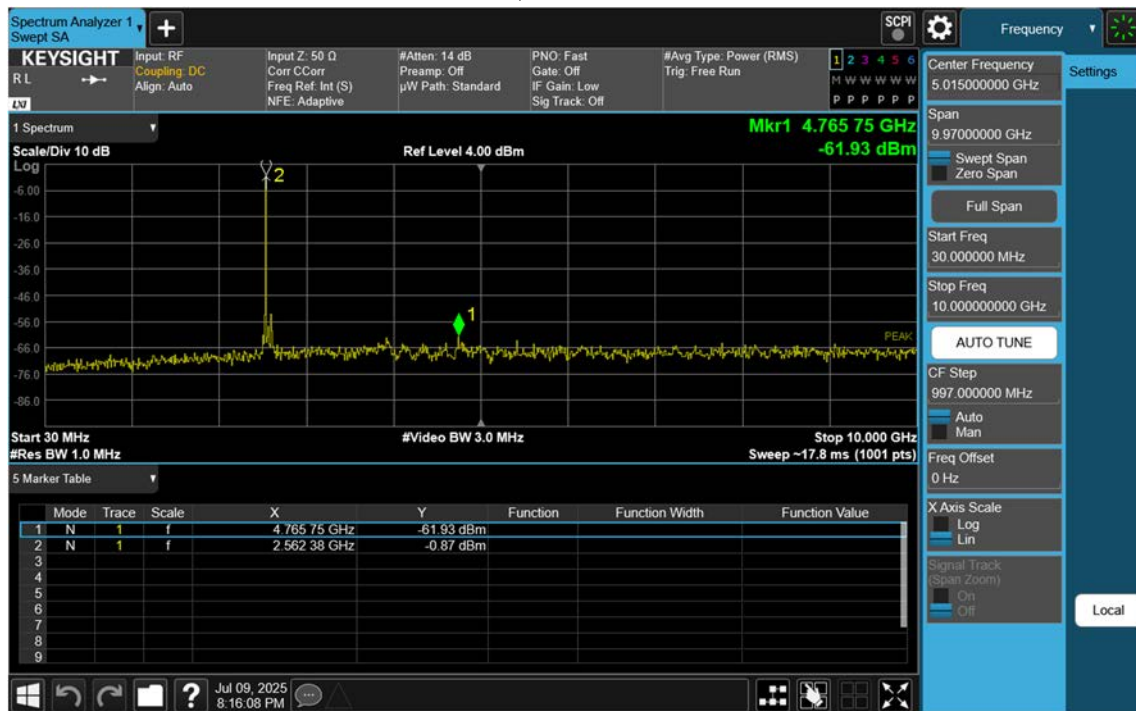 Spectrum Analyzer 1
Swept SA
SCPI
Frequency
KEYSIGHT
RL
LXI
Input: RF
Coupling: DC
Align: Auto
Input Z: 50 Ω
Corr CCorr
Freq Ref: Int (S)
NFE: Adaptive
#Atten: 14 dB
Preamp: Off
µW Path: Standard
PNO: Fast
Gate: Off
IF Gain: Low
Sig Track: Off
#Avg Type: Power (RMS)
Trig: Free Run
1 2 3 4 5 6
M W W W W W
P P P P P P
1 Spectrum
Scale/Div 10 dB
Ref Level 4.00 dBm
Mkr1 4.765 75 GHz
-61.93 dBm
Log
-6.00
-16.0
-26.0
-36.0
-46.0
-56.0
-66.0
-76.0
-86.0
2
1
PEAK
Start 30 MHz
#Video BW 3.0 MHz
Stop 10.000 GHz
#Res BW 1.0 MHz
Sweep ~17.8 ms (1001 pts)
5 Marker Table
Mode Trace Scale X Y Function Function Width Function Value
1 N 1 f 4.765 75 GHz -61.93 dBm
2 N 1 f 2.562 38 GHz -0.87 dBm
3
4
5
6
7
8
9
Center Frequency
5.015000000 GHz
Settings
Span
9.97000000 GHz
Swept Span
Zero Span
Full Span
Start Freq
30.000000 MHz
Stop Freq
10.000000000 GHz
AUTO TUNE
CF Step
997.000000 MHz
Auto
Man
Freq Offset
0 Hz
X Axis Scale
Log
Lin
Signal Track
(Span Zoom)
On
Off
Local
?
Jul 09, 2025
8:16:08 PM